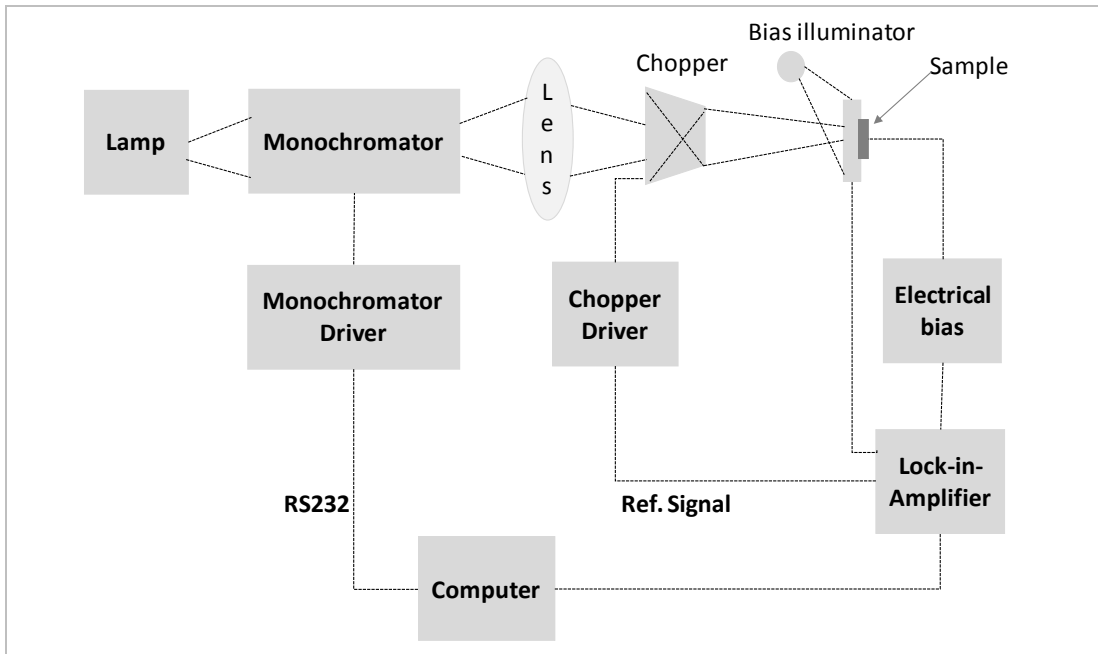 Bias illuminator
Sample
Chopper
L
e
n
s
Lamp
Monochromator
Monochromator
Driver
Chopper
Driver
Electrical
bias
Lock-in-
Amplifier
RS232
Ref. Signal
Computer